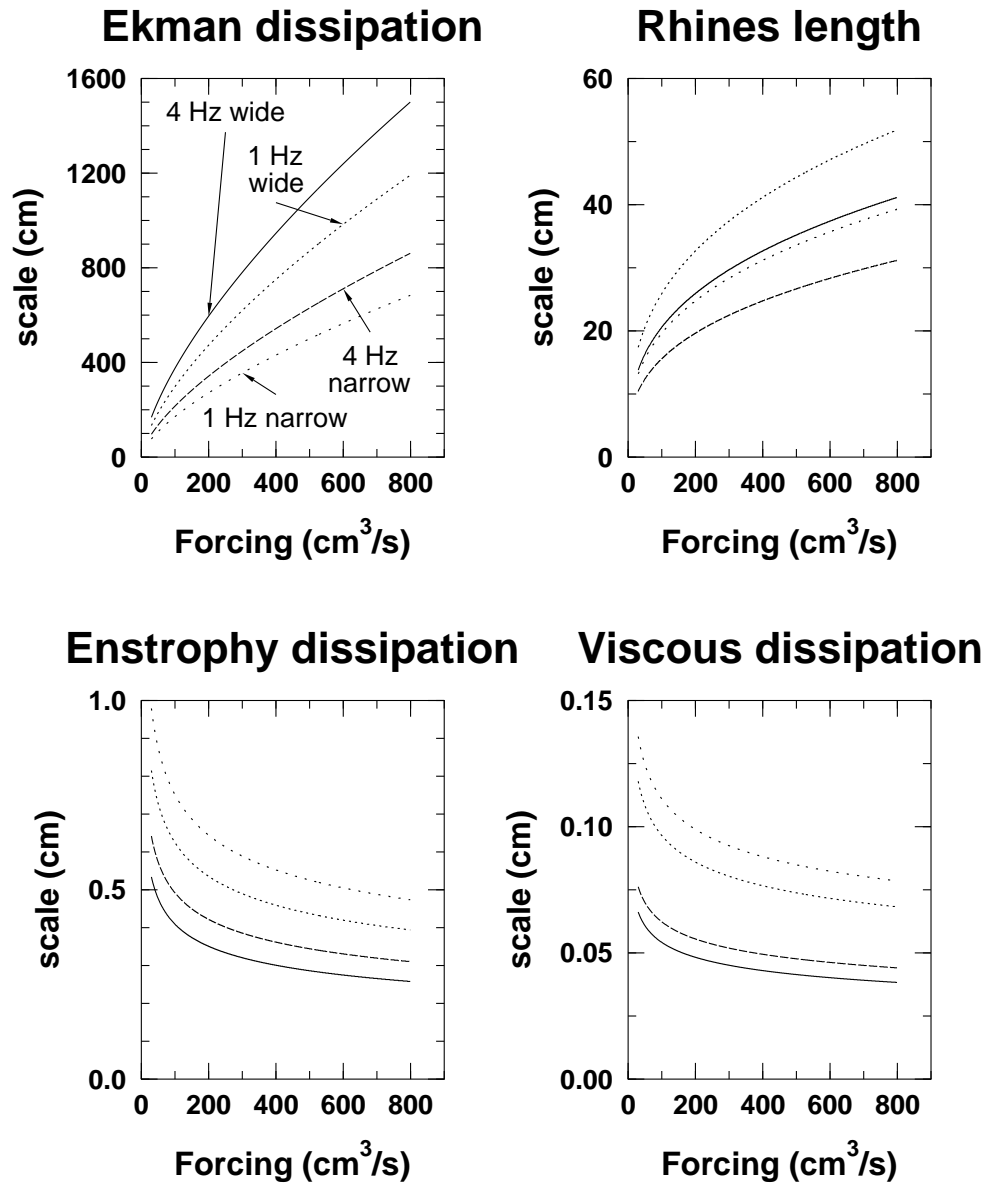 Ekman dissipation
1600
1200
800
400
0
0 200 400 600 800
scale (cm)
Forcing (cm³/s)
4 Hz wide
1 Hz
wide
4 Hz
narrow
1 Hz narrow
Rhines length
60
40
20
0
0 200 400 600 800
scale (cm)
Forcing (cm³/s)
Enstrophy dissipation
1.0
0.5
0.0
0 200 400 600 800
scale (cm)
Forcing (cm³/s)
Viscous dissipation
0.15
0.10
0.05
0.00
0 200 400 600 800
scale (cm)
Forcing (cm³/s)